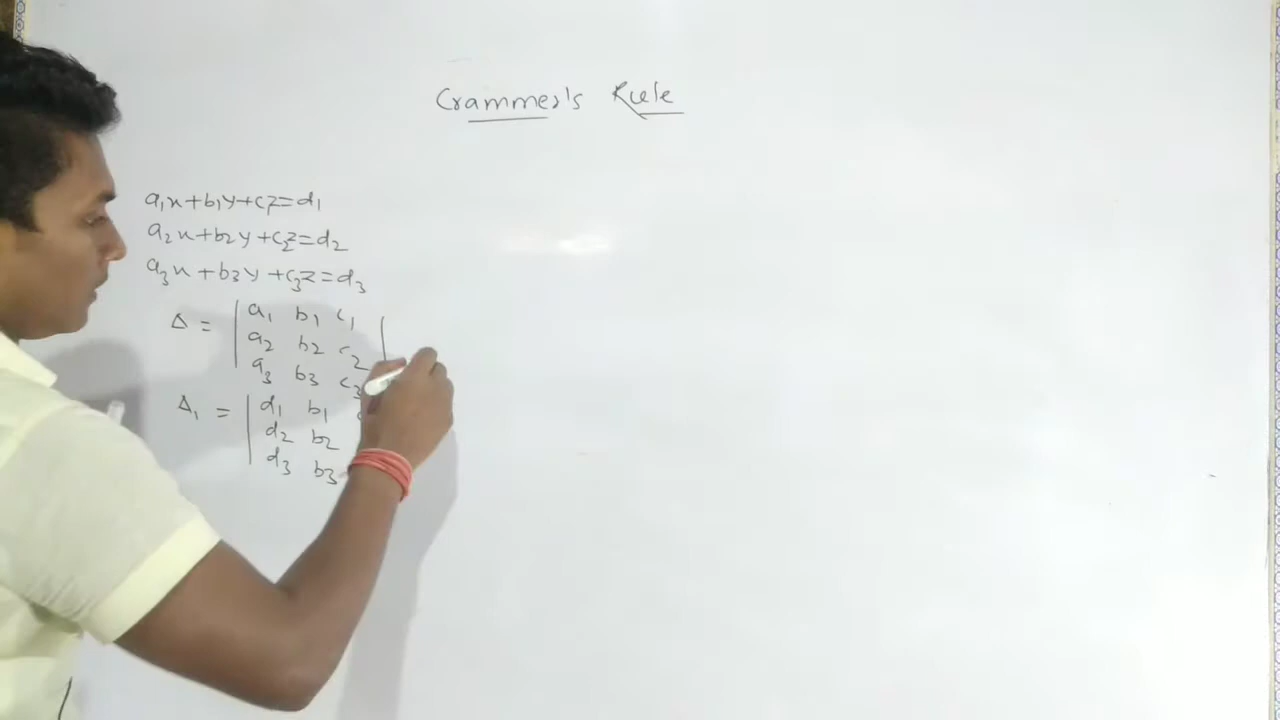 Crammer's Rule
a₁x+b₁y+c₁z=d₁
a₂x+b₂y+c₂z=d₂
a₃x+b₃y+c₃z=d₃
Δ = | a₁ b₁ c₁ |
a₂ b₂ c₂
a₃ b₃ c₃
Δ₁ = | d₁ b₁
d₂ b₂
d₃ b₃